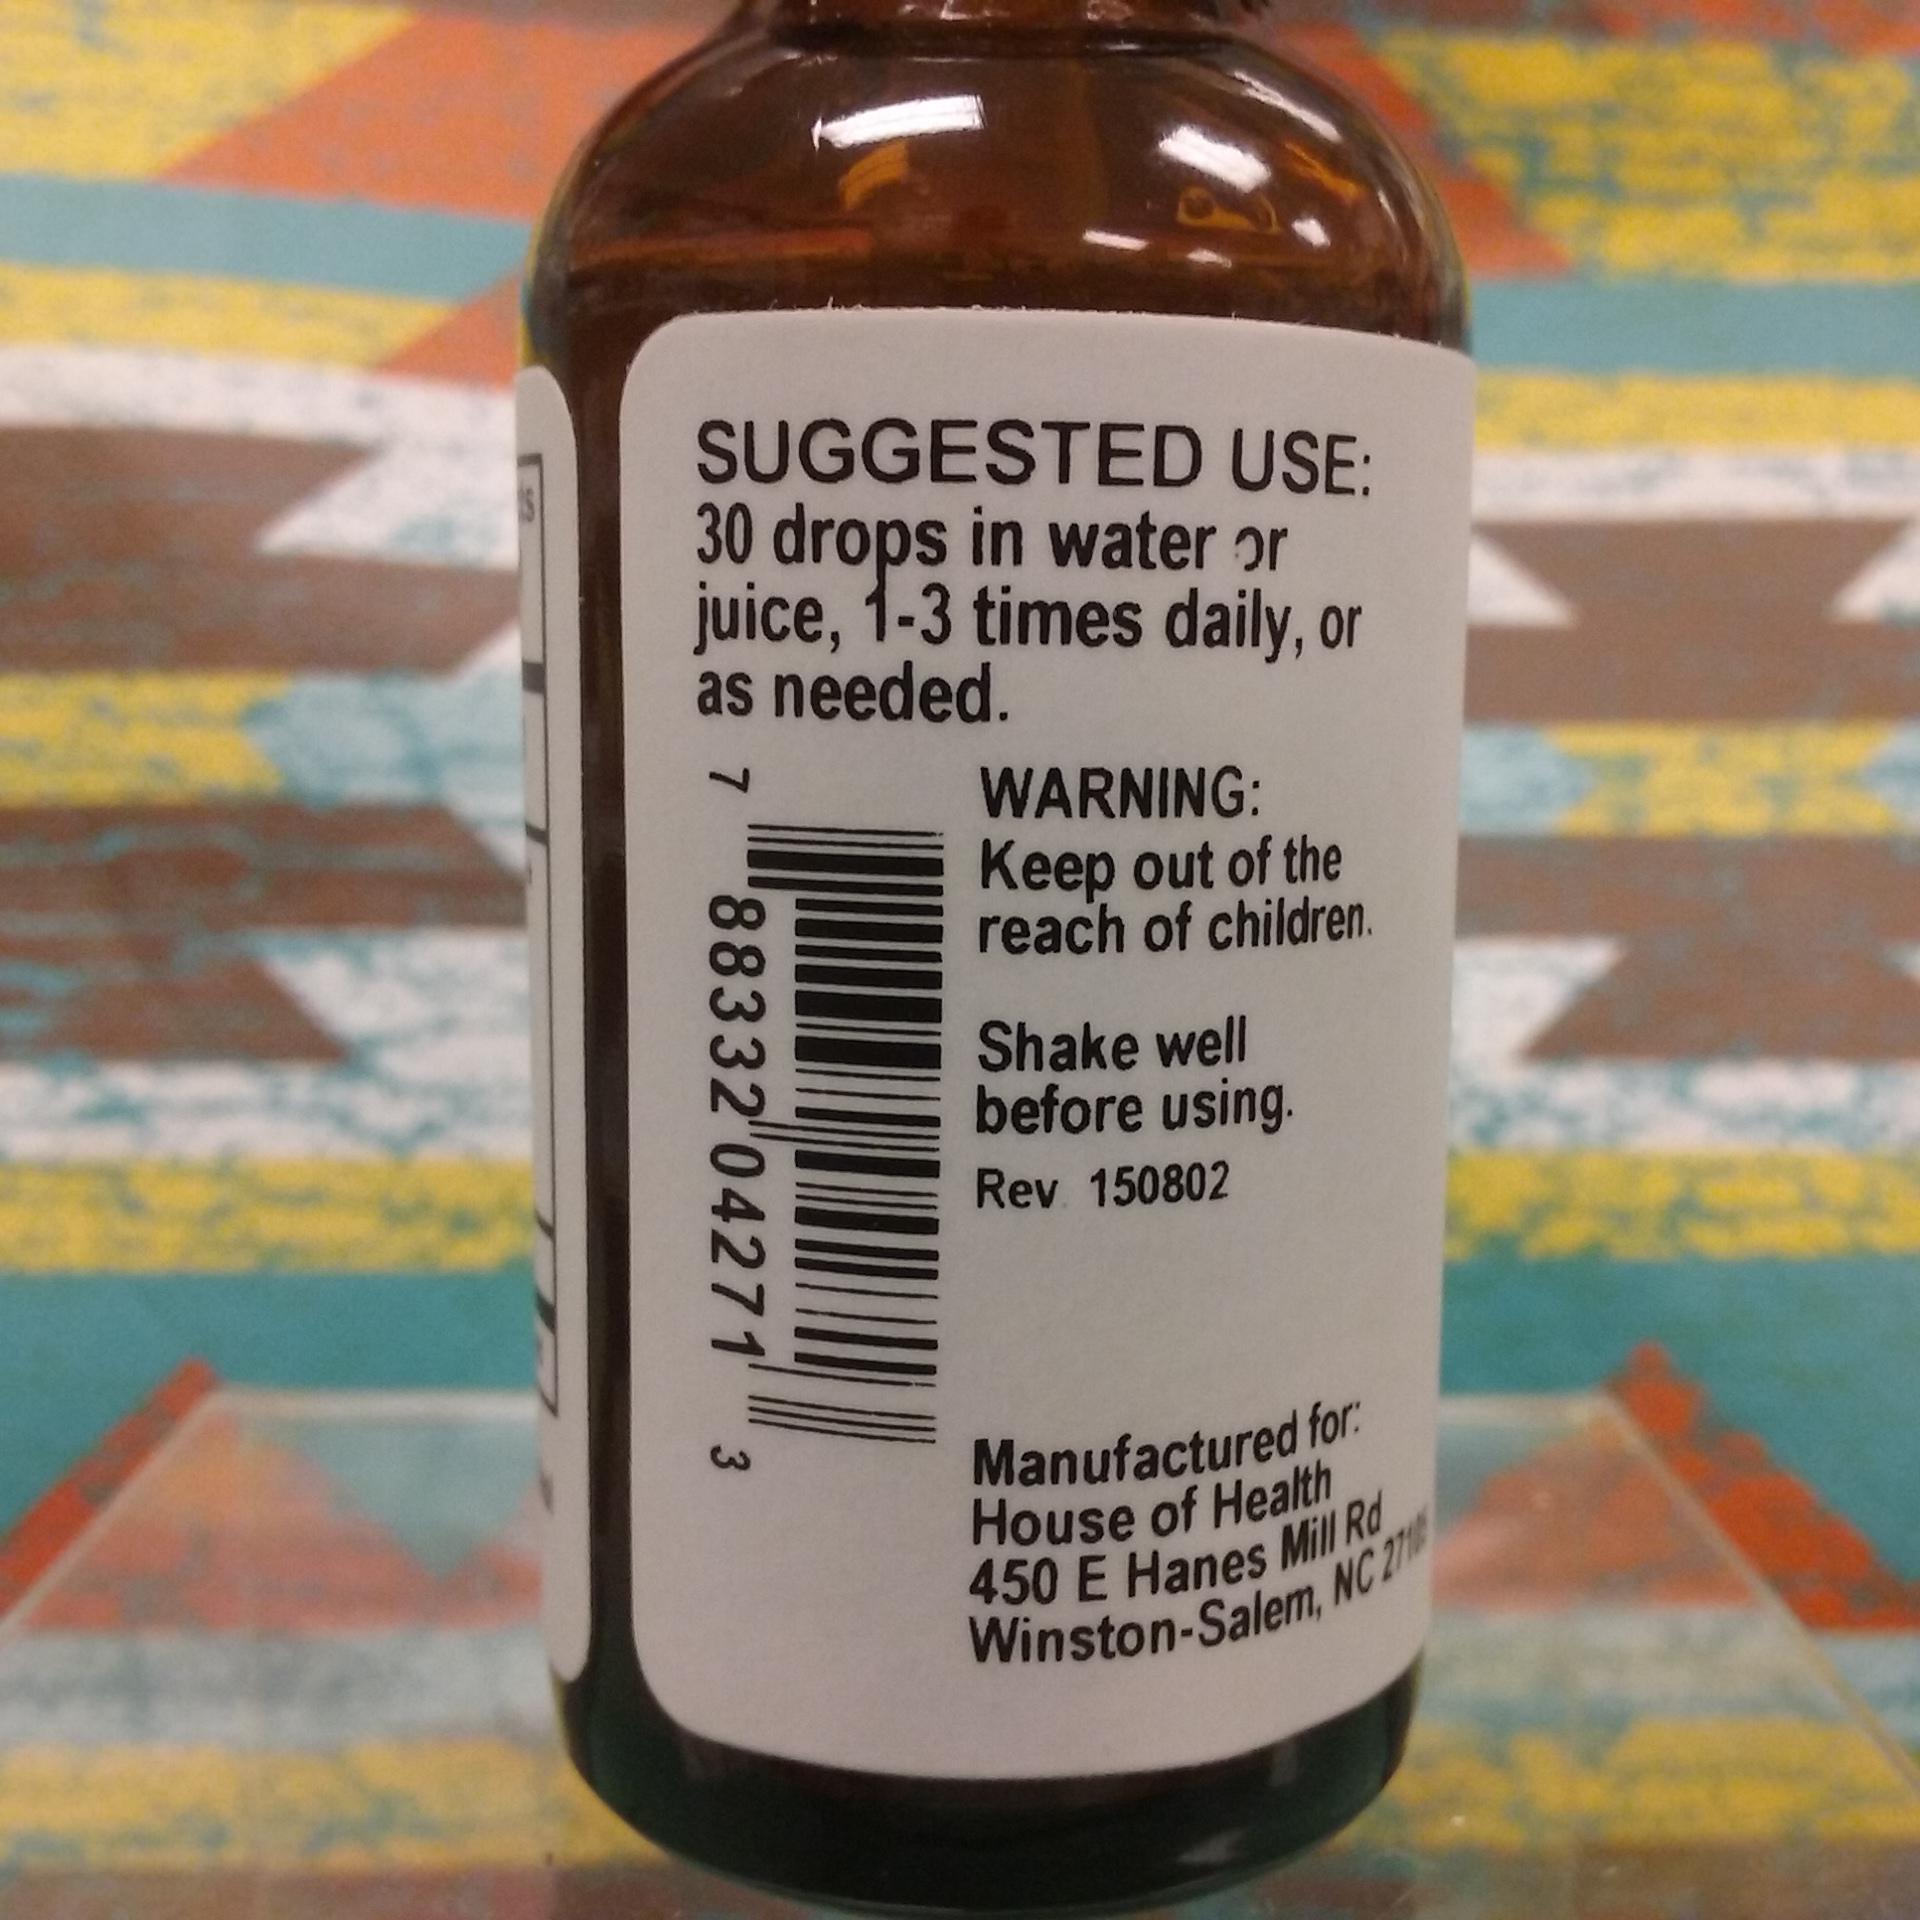 SUGGESTED USE:
30 drops in water or
juice, 1-3 times daily, or
as needed.
WARNING:
Keep out of the
reach of children.
Shake well
before using.
Rev. 150802
7 88332 04271 3
Manufactured for:
House of Health
450 E Hanes Mill Rd
Winston-Salem, NC